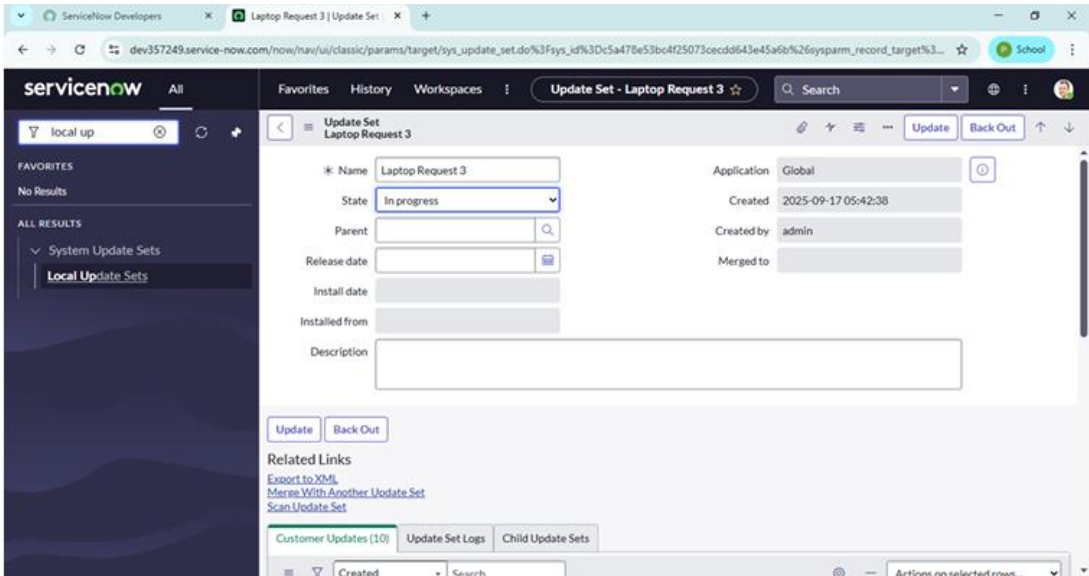 ServiceNow Developers
Laptop Request 3 | Update Set
dev357249.service-now.com/now/nav/ui/classic/params/target/sys_update_set.do%3Fsys_id%3Dc5a478e53bc4f25073cecdd643e45a6b%26sysparm_record_target%3...
School
servicenow All Favorites History Workspaces Update Set - Laptop Request 3 Search
local up
FAVORITES
No Results
ALL RESULTS
System Update Sets
Local Update Sets
Update Set
Laptop Request 3
Update Back Out
Name Laptop Request 3
State In progress
Parent
Release date
Install date
Installed from
Description
Application Global
Created 2025-09-17 05:42:38
Created by admin
Merged to
Update Back Out
Related Links
Export to XML
Merge With Another Update Set
Scan Update Set
Customer Updates (10) Update Set Logs Child Update Sets
Created Search Actions on selected rows...